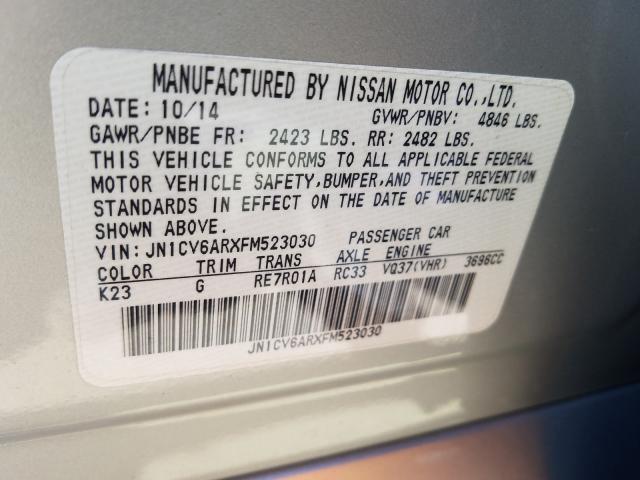 MANUFACTURED BY NISSAN MOTOR CO.,LTD.
DATE: 10/14 GVWR/PNBV: 4846 LBS.
GAWR/PNBE FR: 2423 LBS. RR: 2482 LBS.
THIS VEHICLE CONFORMS TO ALL APPLICABLE FEDERAL
MOTOR VEHICLE SAFETY,BUMPER,AND THEFT PREVENTION
STANDARDS IN EFFECT ON THE DATE OF MANUFACTURE
SHOWN ABOVE.
VIN:JN1CV6ARXFM523030 PASSENGER CAR
COLOR TRIM TRANS AXLE ENGINE
K23 G RE7R01A RC33 VQ37(VHR) 3696CC
JN1CV6ARXFM523030